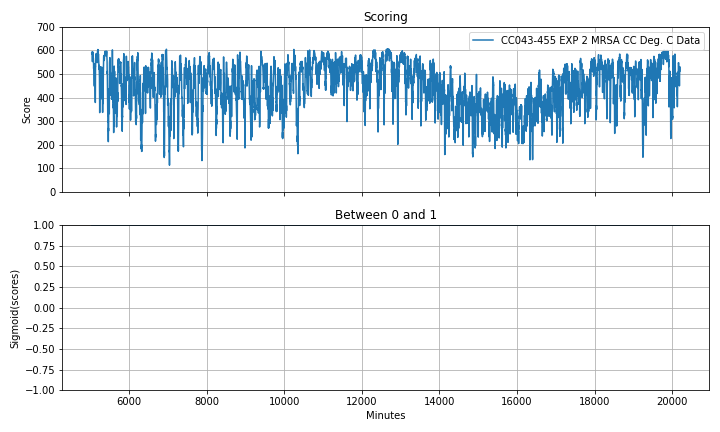 Scoring
700
600
500
400
300
200
100
0
Score
CC043-455 EXP 2 MRSA CC Deg. C Data
Between 0 and 1
1.00
0.75
0.50
0.25
0.00
−0.25
−0.50
−0.75
−1.00
Sigmoid(scores)
6000 8000 10000 12000 14000 16000 18000 20000
Minutes